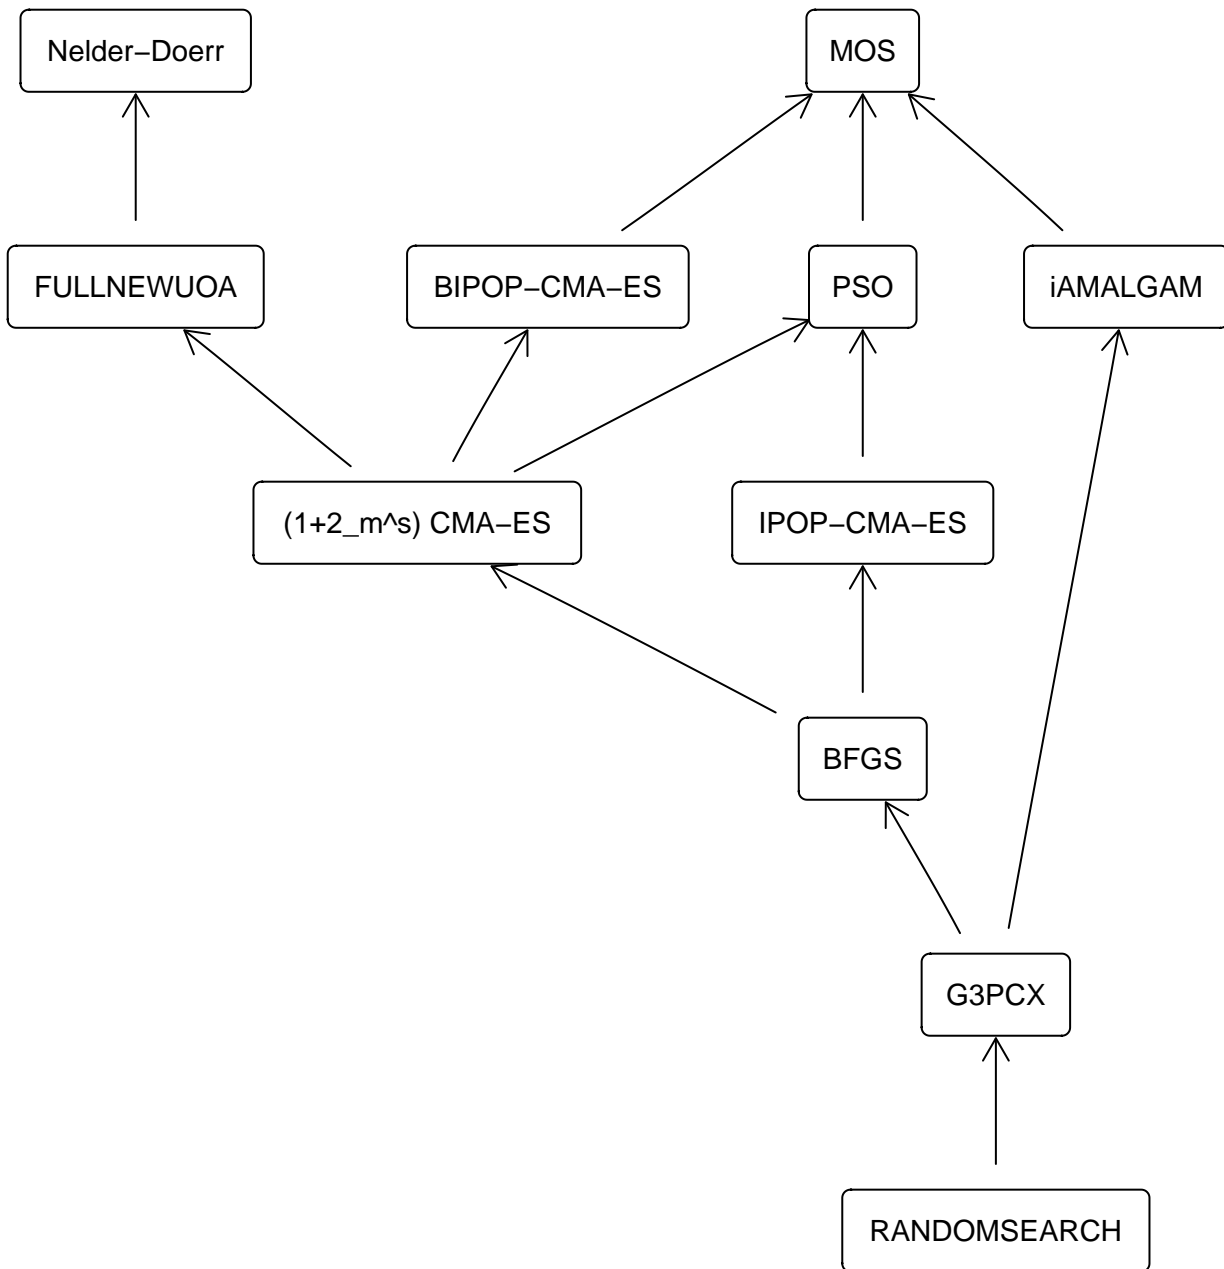 Nelder−Doerr
MOS
FULLNEWUOA
BIPOP−CMA−ES
PSO
iAMALGAM
(1+2_m^s) CMA−ES
IPOP−CMA−ES
BFGS
G3PCX
RANDOMSEARCH